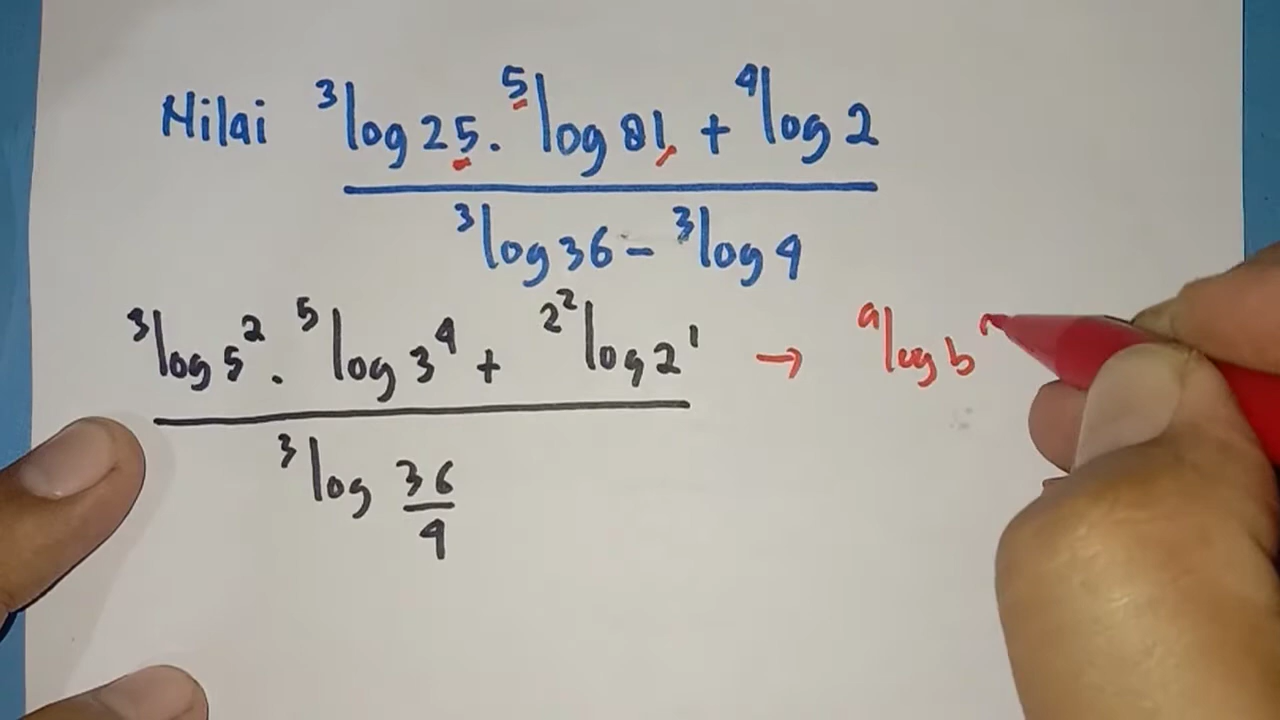 Nilai ³log 25 . ⁵log 81 + ⁴log 2
³log 36 - ³log 4
³log 5² . ⁵log 3⁴ + 2²log 2¹ → ᵃlog b
³log 36
4